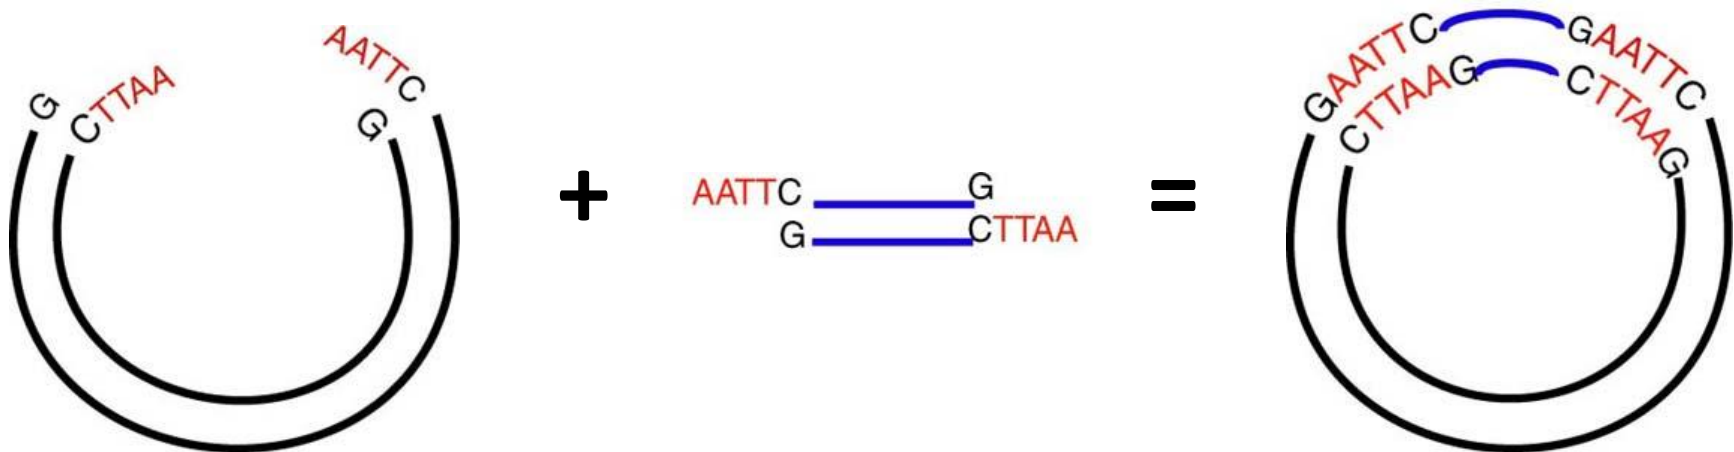 G
CTTAA
AATTC
G
+
AATTC G
G CTTAA
=
GAATTC GAATTC
CTTAAG CTTAAG